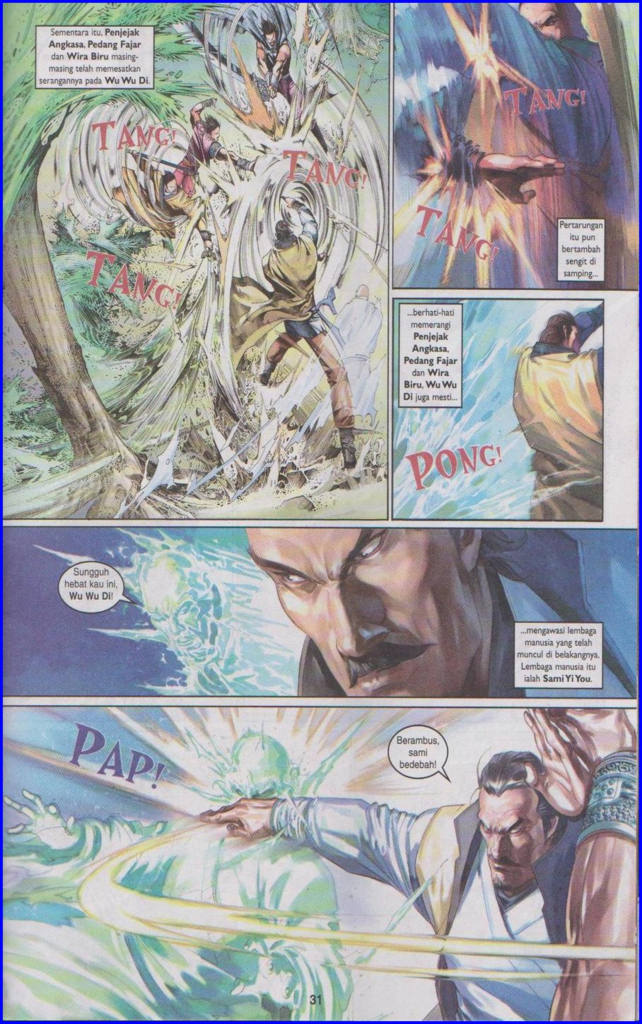 Sementara itu, Penjejak
Angkasa, Pedang Fajar
dan Wira Biru masing-
masing telah memesatkan
serangannya pada Wu Wu Di.
TANG!
TANG!
TANG!
TANG!
TANG!
Pertarungan
itu pun
bertambah
sengit di
samping...
...berhati-hati
memerangi
Penjejak
Angkasa,
Pedang Fajar
dan Wira
Biru, Wu Wu
Di juga mesti...
PONG!
Sungguh
hebat kau ini,
Wu Wu Di!
...mengawasi lembaga
manusia yang telah
muncul di belakangnya.
Lembaga manusia itu
ialah Sami Yi You.
PAP!
Berambus,
sami
bedebah!
31